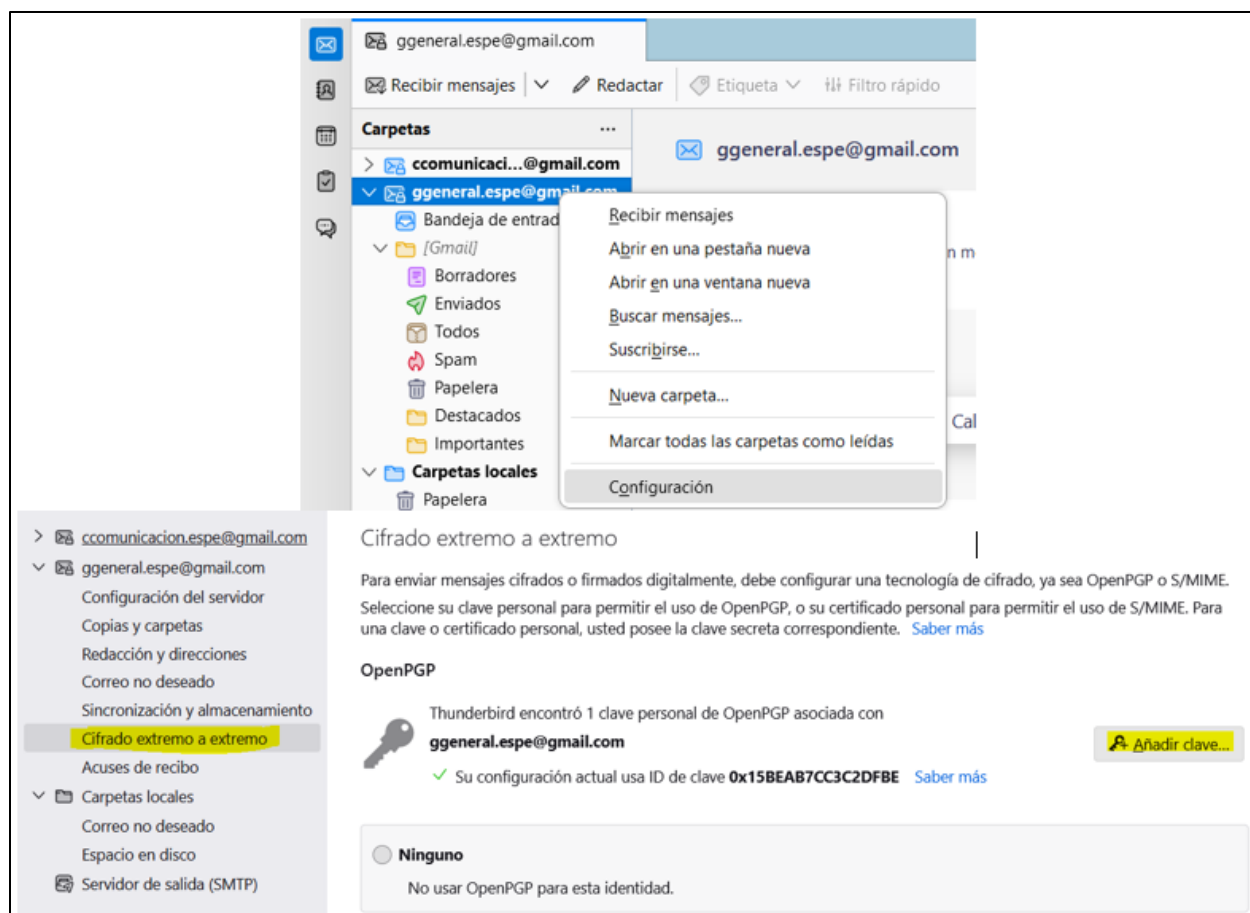 ggeneral.espe@gmail.com
Recibir mensajes
Redactar
Etiqueta
Filtro rápido
Carpetas
ccomunicaci...@gmail.com
ggeneral.espe@gmail.com
ggeneral.espe@gmail.com
Bandeja de entrad
[Gmail]
Borradores
Enviados
Todos
Spam
Papelera
Destacados
Importantes
Carpetas locales
Papelera
Recibir mensajes
Abrir en una pestaña nueva
Abrir en una ventana nueva
Buscar mensajes...
Suscribirse...
Nueva carpeta...
Marcar todas las carpetas como leídas
Configuración
n m
Cal
ccomunicacion.espe@gmail.com
ggeneral.espe@gmail.com
Configuración del servidor
Copias y carpetas
Redacción y direcciones
Correo no deseado
Sincronización y almacenamiento
Cifrado extremo a extremo
Acuses de recibo
Carpetas locales
Correo no deseado
Espacio en disco
Servidor de salida (SMTP)
Cifrado extremo a extremo
Para enviar mensajes cifrados o firmados digitalmente, debe configurar una tecnología de cifrado, ya sea OpenPGP o S/MIME.
Seleccione su clave personal para permitir el uso de OpenPGP, o su certificado personal para permitir el uso de S/MIME. Para
una clave o certificado personal, usted posee la clave secreta correspondiente. Saber más
OpenPGP
Thunderbird encontró 1 clave personal de OpenPGP asociada con
ggeneral.espe@gmail.com
Su configuración actual usa ID de clave 0x15BEAB7CC3C2DFBE Saber más
Añadir clave...
Ninguno
No usar OpenPGP para esta identidad.